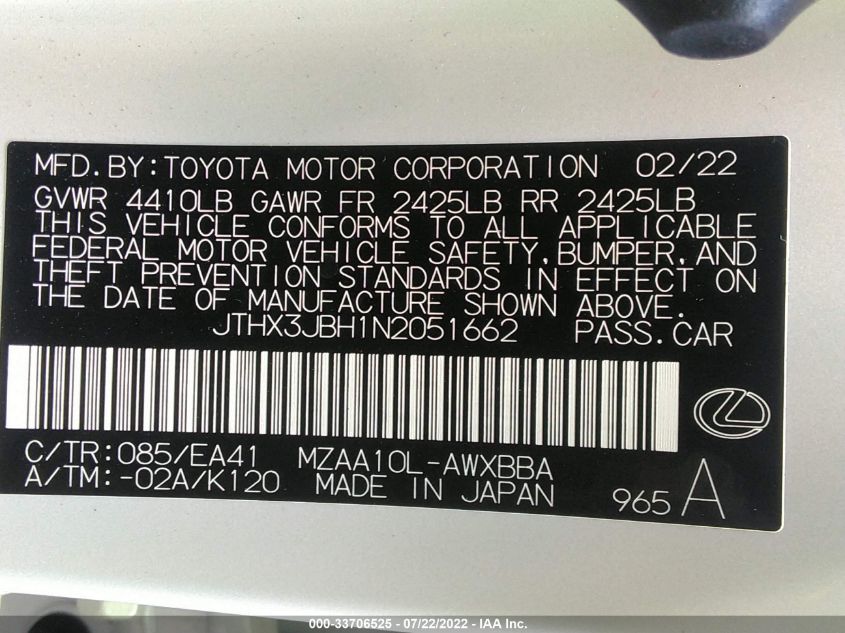 MFD.BY:TOYOTA MOTOR CORPORATION 02/22
GVWR 4410LB GAWR FR 2425LB RR 2425LB
THIS VEHICLE CONFORMS TO ALL APPLICABLE
FEDERAL MOTOR VEHICLE SAFETY,BUMPER,AND
THEFT PREVENTION STANDARDS IN EFFECT ON
THE DATE OF MANUFACTURE SHOWN ABOVE.
JTHX3JBH1N2051662 PASS.CAR
C/TR:085/EA41 MZAA10L-AWXBBA
A/TM:-02A/K120 MADE IN JAPAN 965 A
000-33706525 - 07/22/2022 - IAA Inc.